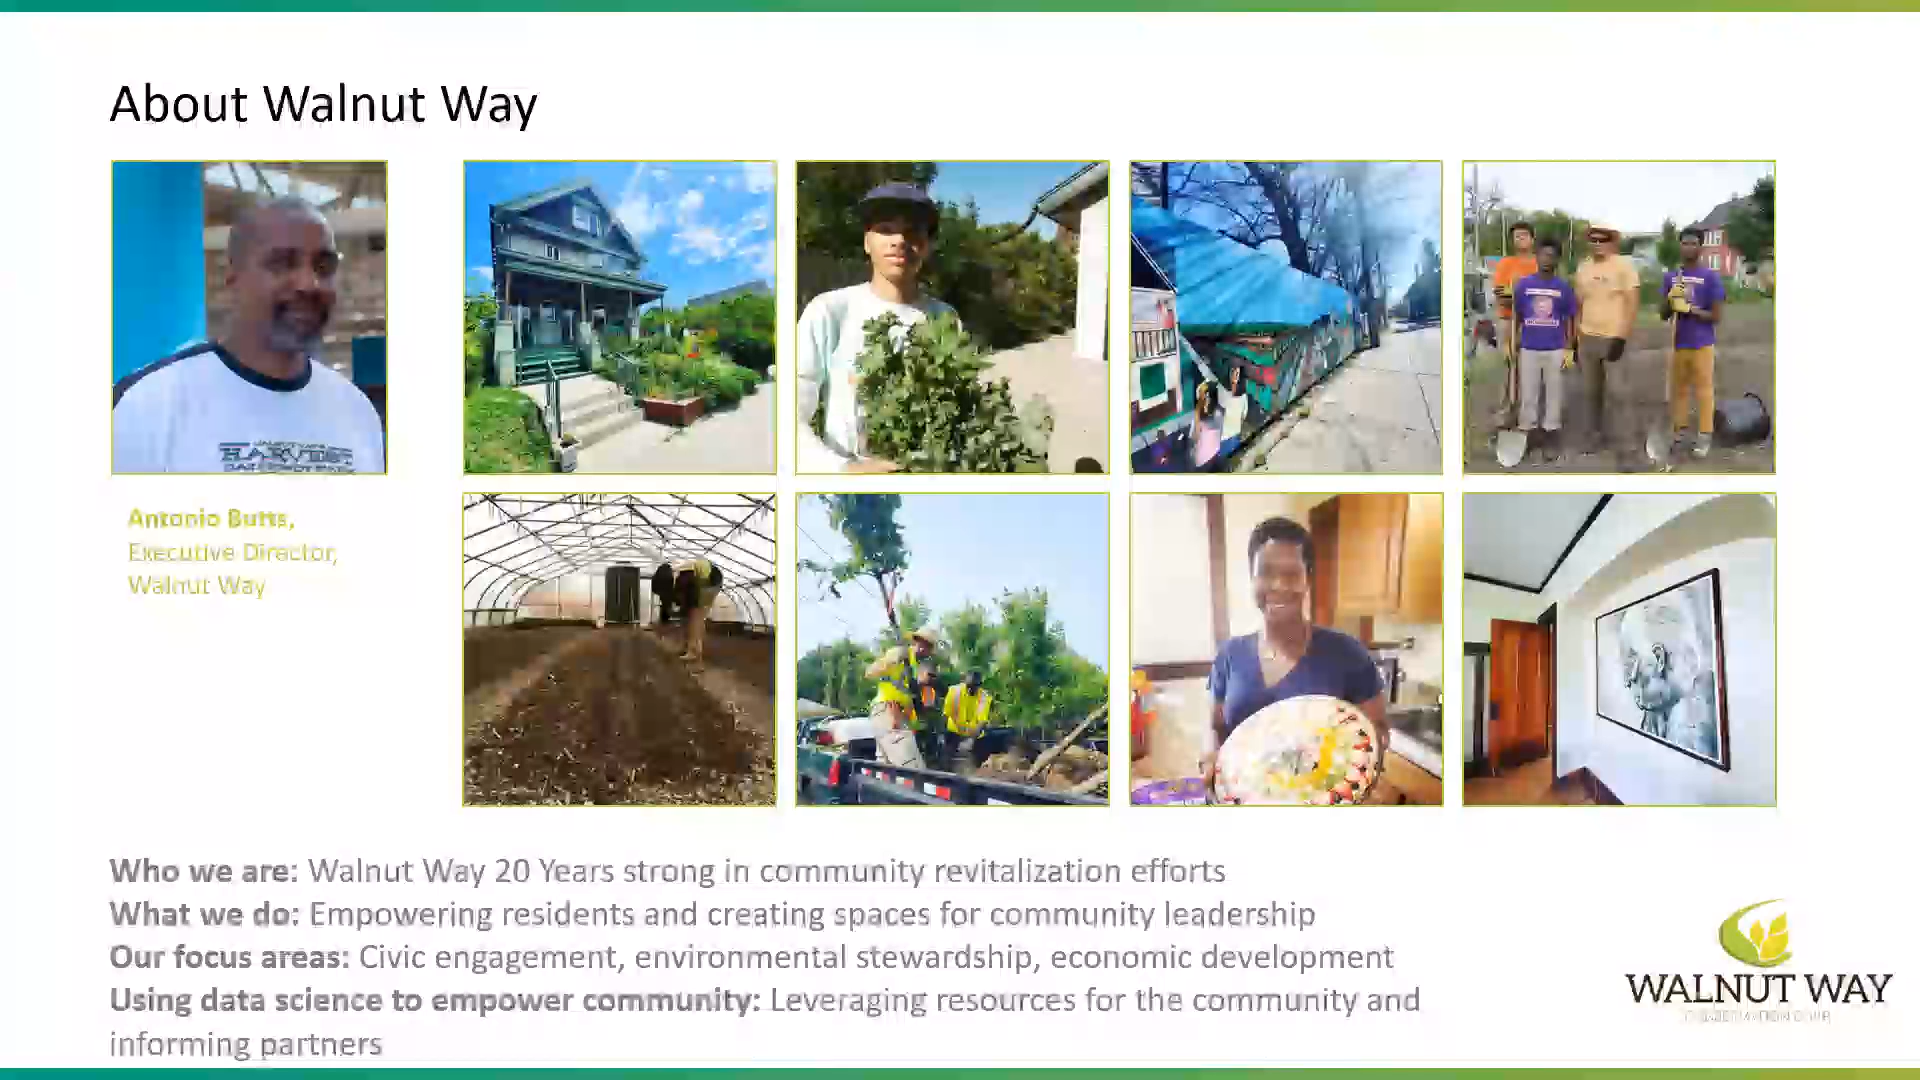 About Walnut Way
HARVEST
Antonio Butts,
Executive Director,
Walnut Way
Who we are: Walnut Way 20 Years strong in community revitalization efforts
What we do: Empowering residents and creating spaces for community leadership
Our focus areas: Civic engagement, environmental stewardship, economic development
Using data science to empower community: Leveraging resources for the community and
informing partners
WALNUT WAY